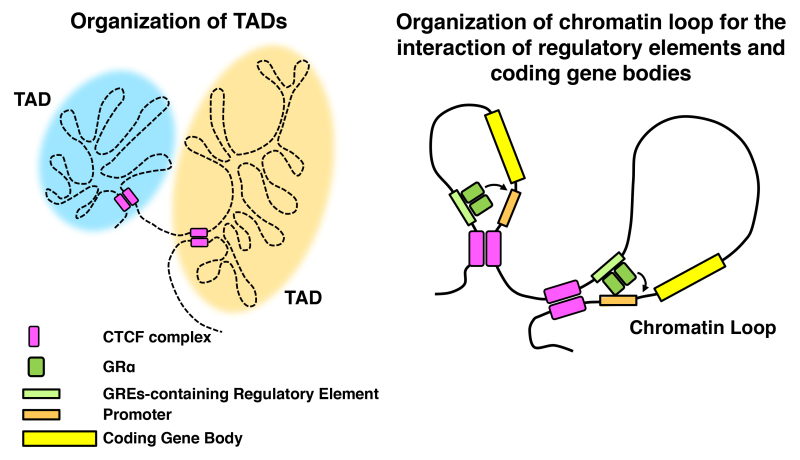 Organization of TADs
TAD
TAD
Organization of chromatin loop for the
interaction of regulatory elements and
coding gene bodies
Chromatin Loop
CTCF complex
GRα
GREs-containing Regulatory Element
Promoter
Coding Gene Body